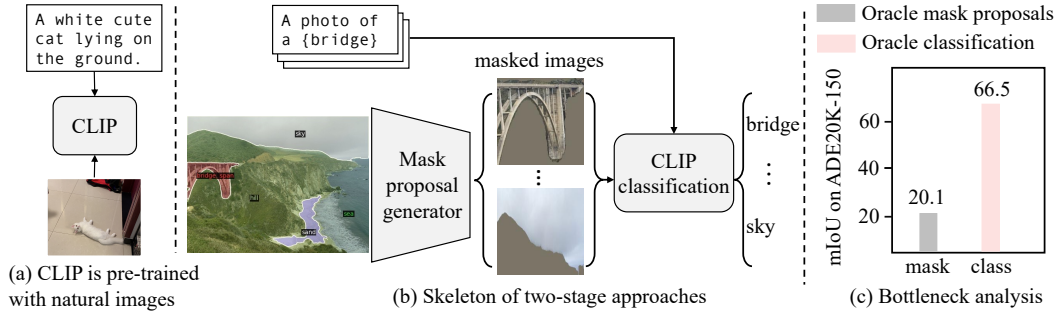 A white cute
cat lying on
the ground.
CLIP
(a) CLIP is pre-trained
with natural images
A photo of
a {bridge}
masked images
sky
bridge, span
hill
sea
sand
Mask
proposal
generator
CLIP
classification
bridge
sky
(b) Skeleton of two-stage approaches
Oracle mask proposals
Oracle classification
mIoU on ADE20K-150
60
40
20
20.1
66.5
mask
class
(c) Bottleneck analysis